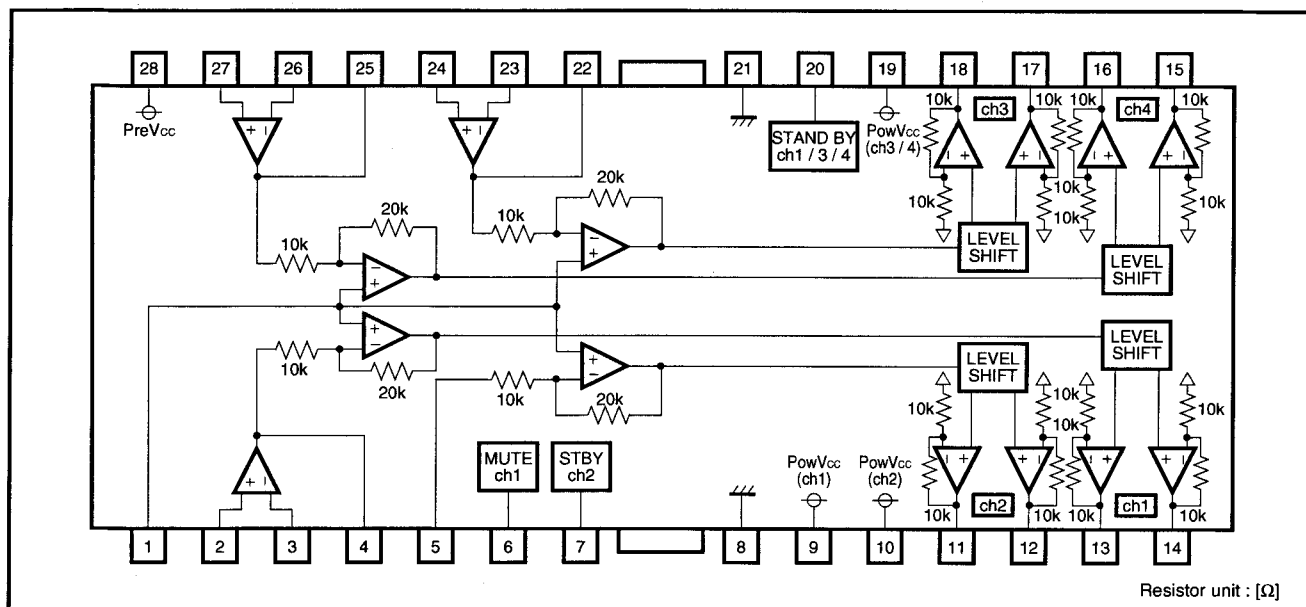 28 27 26 25 24 23 22 21 20 19 18 17 16 15
PreVCC
STAND BY
ch1 / 3 / 4
PowVCC
(ch3 / 4)
10k ch3 10k 10k ch4 10k
10k 10k 10k 10k
LEVEL
SHIFT
LEVEL
SHIFT
20k
10k
20k
10k
10k
20k
10k
20k
LEVEL
SHIFT
LEVEL
SHIFT
10k 10k 10k 10k
MUTE
ch1
STBY
ch2
PowVCC
(ch1)
PowVCC
(ch2)
10k ch2 10k 10k ch1 10k
1 2 3 4 5 6 7 8 9 10 11 12 13 14
Resistor unit : [Ω]